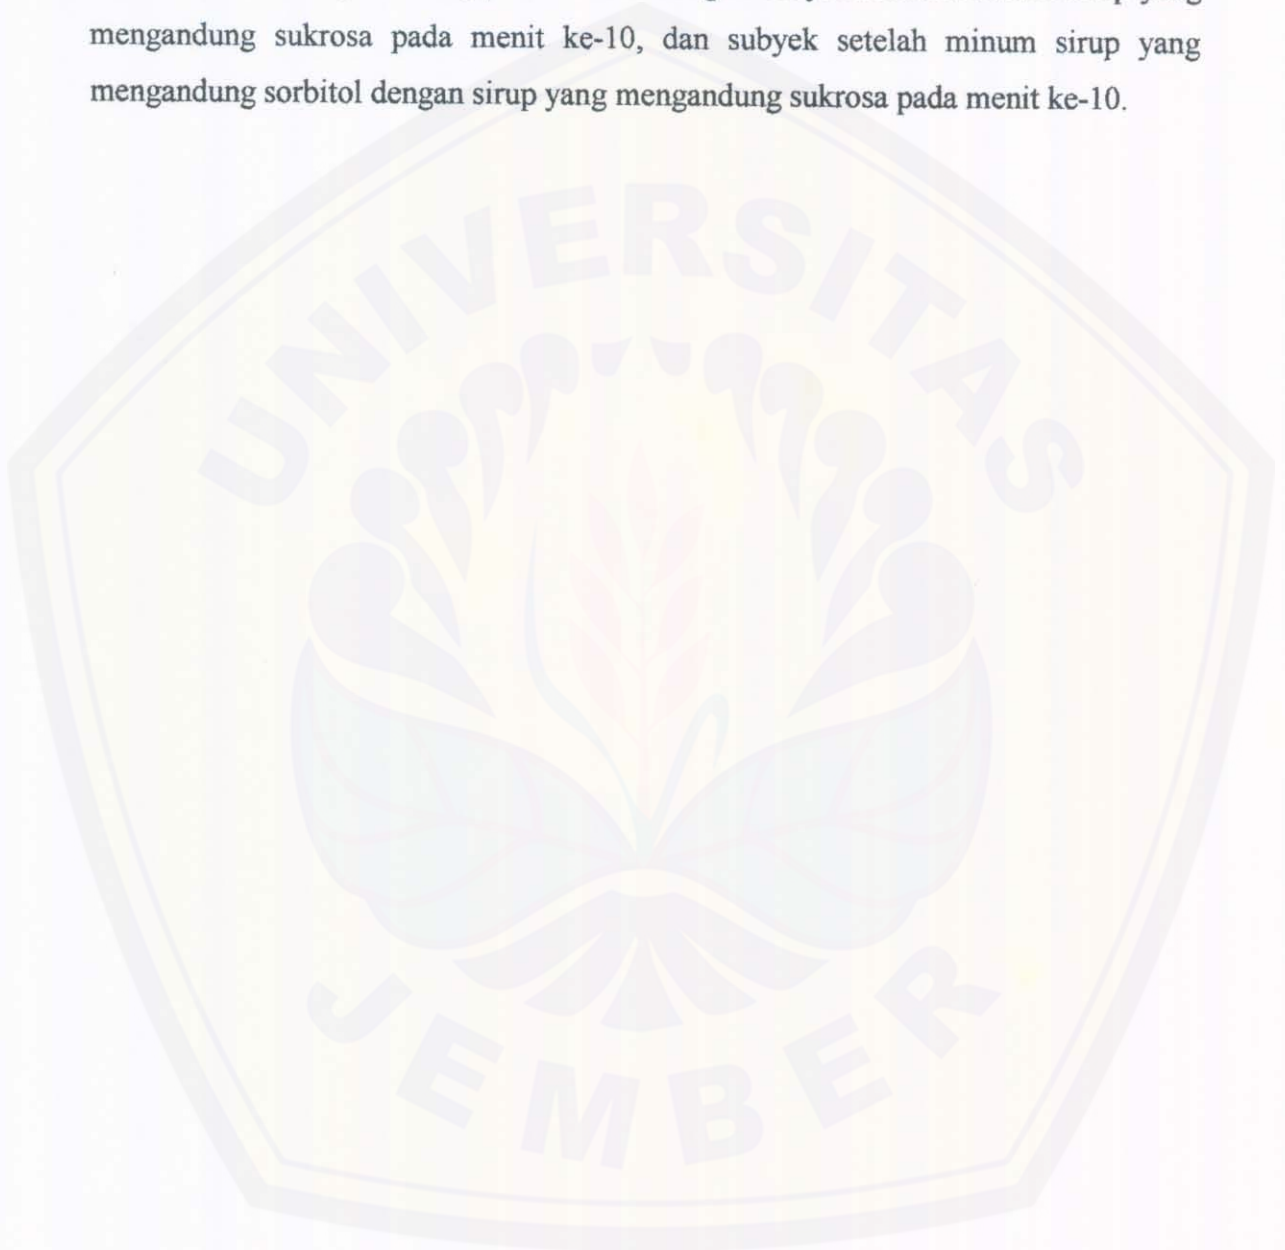 mengandung sukrosa pada menit ke-10, dan subyek setelah minum sirup yang
mengandung sorbitol dengan sirup yang mengandung sukrosa pada menit ke-10.
UNIVERSITAS
JEMBER